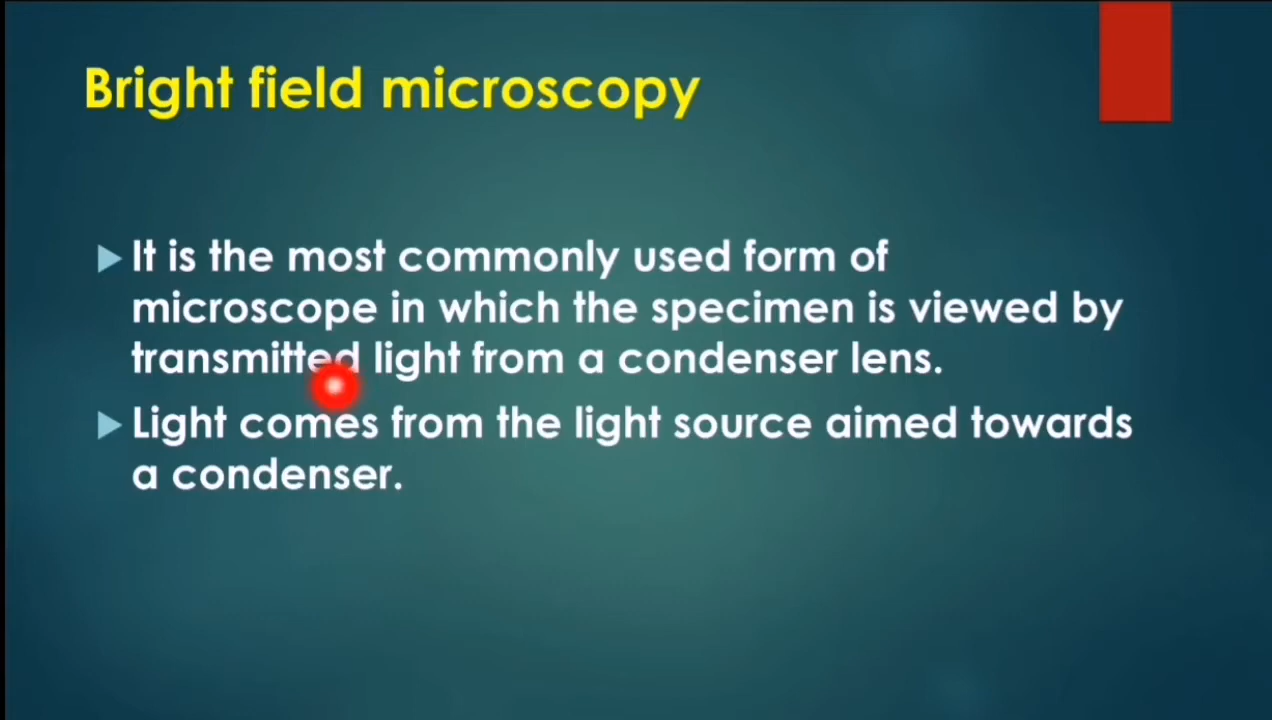 Bright field microscopy
It is the most commonly used form of
microscope in which the specimen is viewed by
transmitted light from a condenser lens.
Light comes from the light source aimed towards
a condenser.